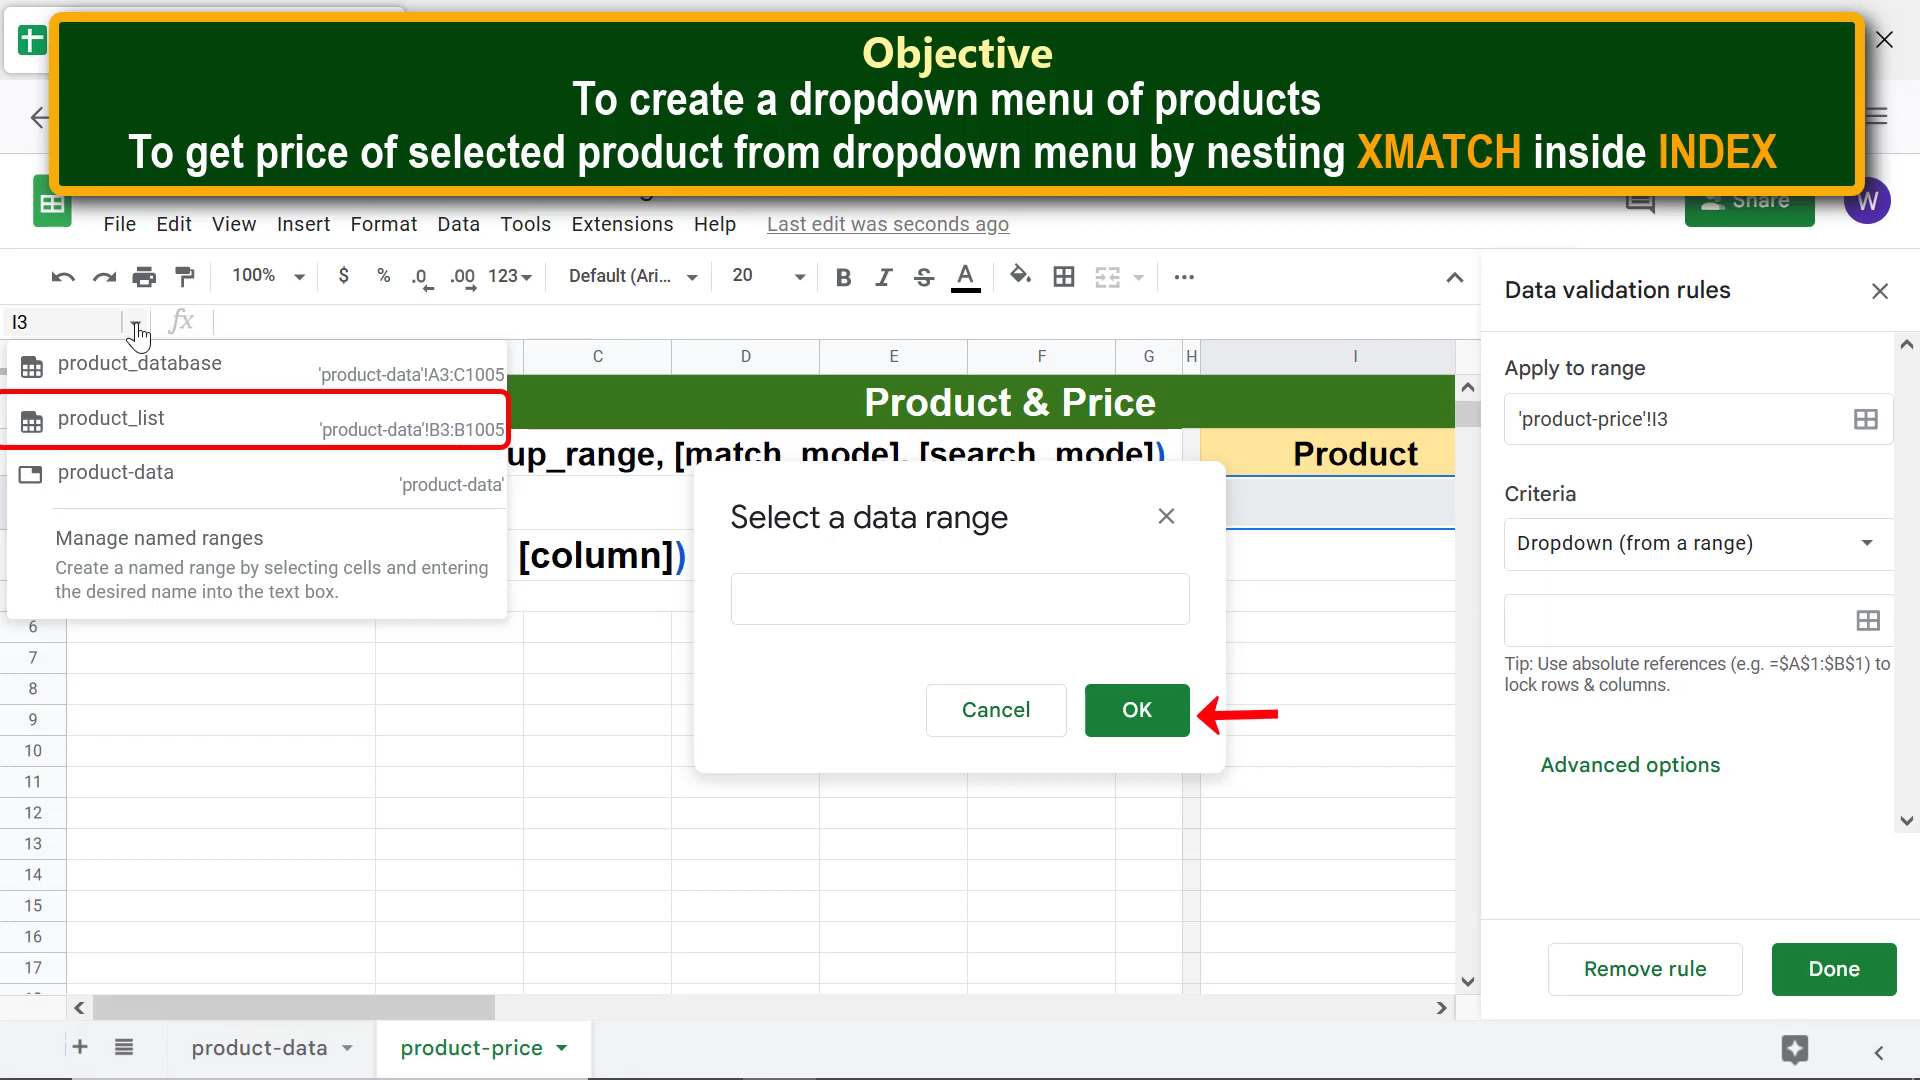 Objective
To create a dropdown menu of products
To get price of selected product from dropdown menu by nesting XMATCH inside INDEX
Share
W
File Edit View Insert Format Data Tools Extensions Help Last edit was seconds ago
100% $ % .0 .00 123 Default (Ari... 20 B I S A
I3 fx
C D E F G H I
product_database
'product-data'!A3:C1005
product_list
'product-data'!B3:B1005
product-data
'product-data'
Manage named ranges
Create a named range by selecting cells and entering
the desired name into the text box.
Product & Price
up_range, [match_mode], [search_mode])
Product
[column])
Select a data range
Cancel OK
6
7
8
9
10
11
12
13
14
15
16
17
Data validation rules
Apply to range
'product-price'!I3
Criteria
Dropdown (from a range)
Tip: Use absolute references (e.g. =$A$1:$B$1) to
lock rows & columns.
Advanced options
Remove rule Done
product-data product-price